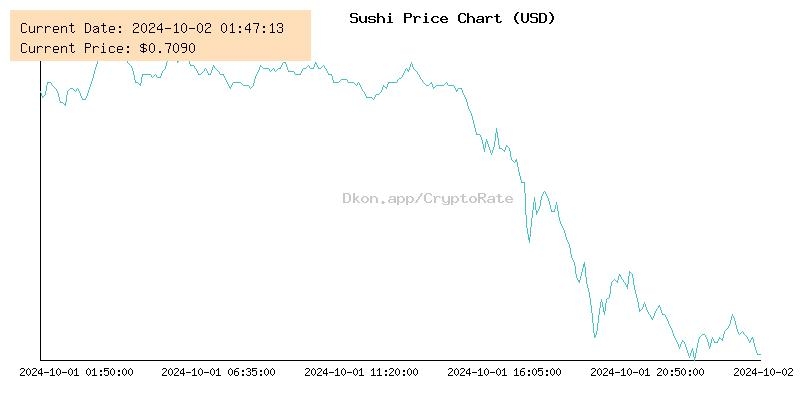 Sushi Price Chart (USD)
Current Date: 2024-10-02 01:47:13
Current Price: $0.7090
Dkon.app/CryptoRate
2024-10-01 01:50:00 2024-10-01 06:35:00 2024-10-01 11:20:00 2024-10-01 16:05:00 2024-10-01 20:50:00 2024-10-02